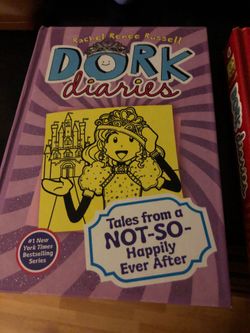 Rachel Renée Russell
DORK
diaries
Tales from a
NOT-SO-
Happily
Ever After
#1 New
York Times
Bestselling
Series